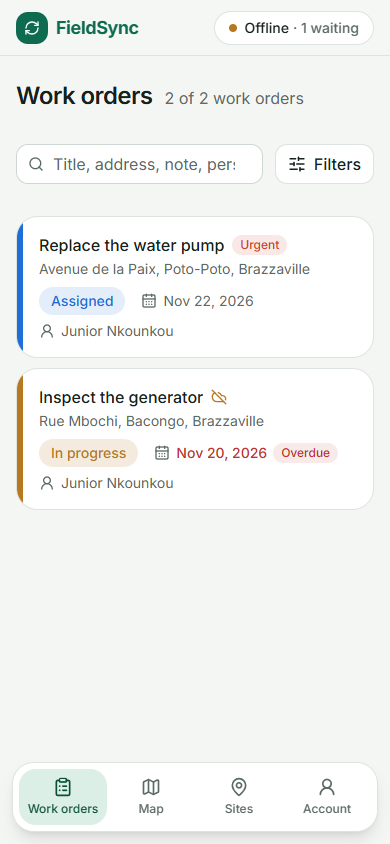 FieldSync
Offline · 1 waiting
Work orders 2 of 2 work orders
Title, address, note, pers
Filters
Replace the water pump Urgent
Avenue de la Paix, Poto-Poto, Brazzaville
Assigned Nov 22, 2026
Junior Nkounkou
Inspect the generator
Rue Mbochi, Bacongo, Brazzaville
In progress Nov 20, 2026 Overdue
Junior Nkounkou
Work orders Map Sites Account